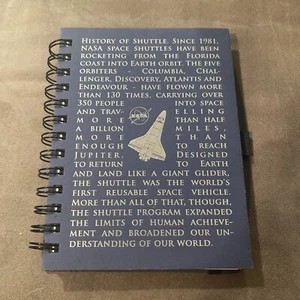 History of Shuttle. Since 1981,
NASA space shuttles have been
rocketing from the Florida
coast into Earth orbit. The five
orbiters - Columbia, Chal-
lenger, Discovery, Atlantis and
Endeavour - have flown more
than 130 times, carrying over
350 people into space
and trav- elling
more than half
a billion miles,
more than
enough to reach
Jupiter, Designed
to return to Earth
and land like a giant glider,
the shuttle was the world's
first reusable space vehicle.
More than all of that, though,
the shuttle program expanded
the limits of human achieve-
ment and broadened our un-
derstanding of our world.
NASA